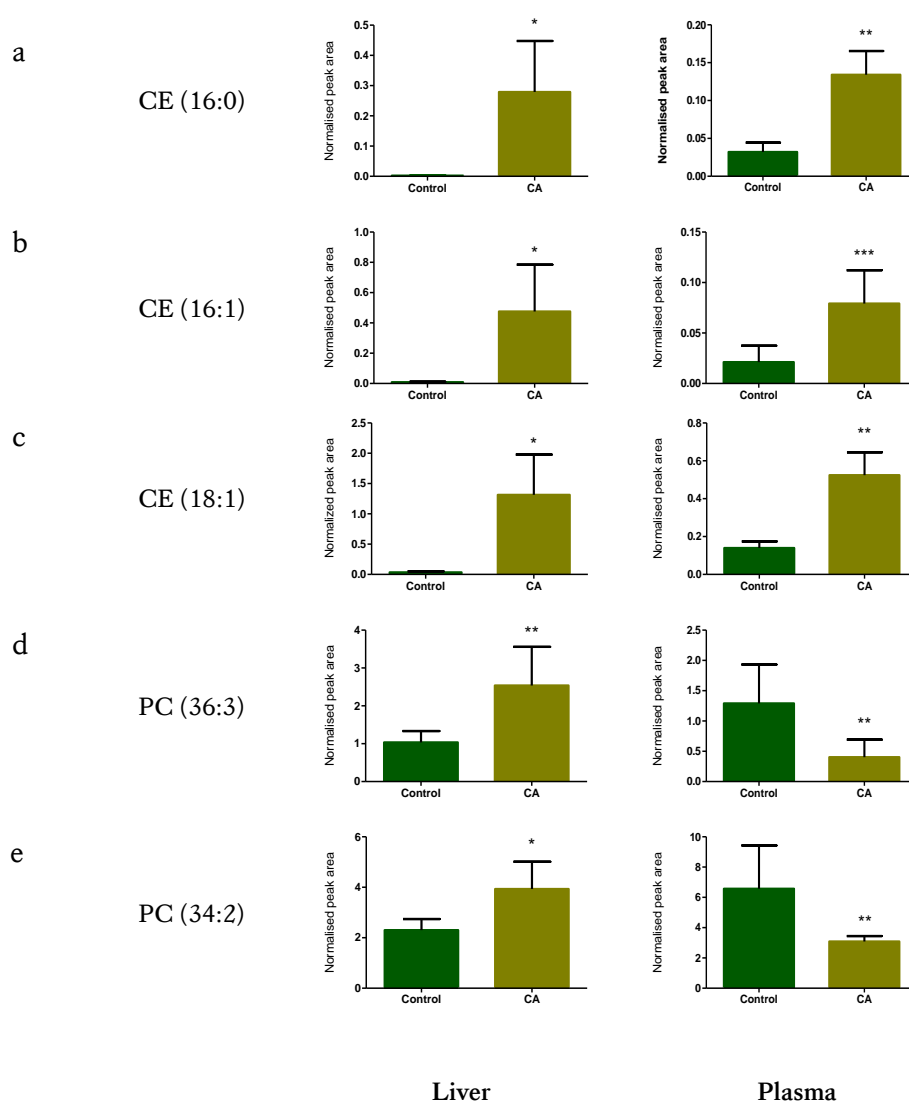 a
CE (16:0)
Normalised peak area
0.5
0.4
0.3
0.2
0.1
0.0
*
Control
CA
Normalised peak area
0.20
0.15
0.10
0.05
0.00
**
Control
CA
b
CE (16:1)
Normalised peak area
1.0
0.8
0.6
0.4
0.2
0.0
*
Control
CA
Normalised peak area
0.15
0.10
0.05
0.00
***
Control
CA
c
CE (18:1)
Normalized peak area
2.5
2.0
1.5
1.0
0.5
0.0
*
Control
CA
Normalised peak area
0.8
0.6
0.4
0.2
0.0
**
Control
CA
d
PC (36:3)
Normalised peak area
4
3
2
1
0
**
Control
CA
Normalised peak area
2.5
2.0
1.5
1.0
0.5
0.0
**
Control
CA
e
PC (34:2)
Normalised peak area
6
4
2
0
*
Control
CA
Normalised peak area
10
8
6
4
2
0
**
Control
CA
Liver
Plasma